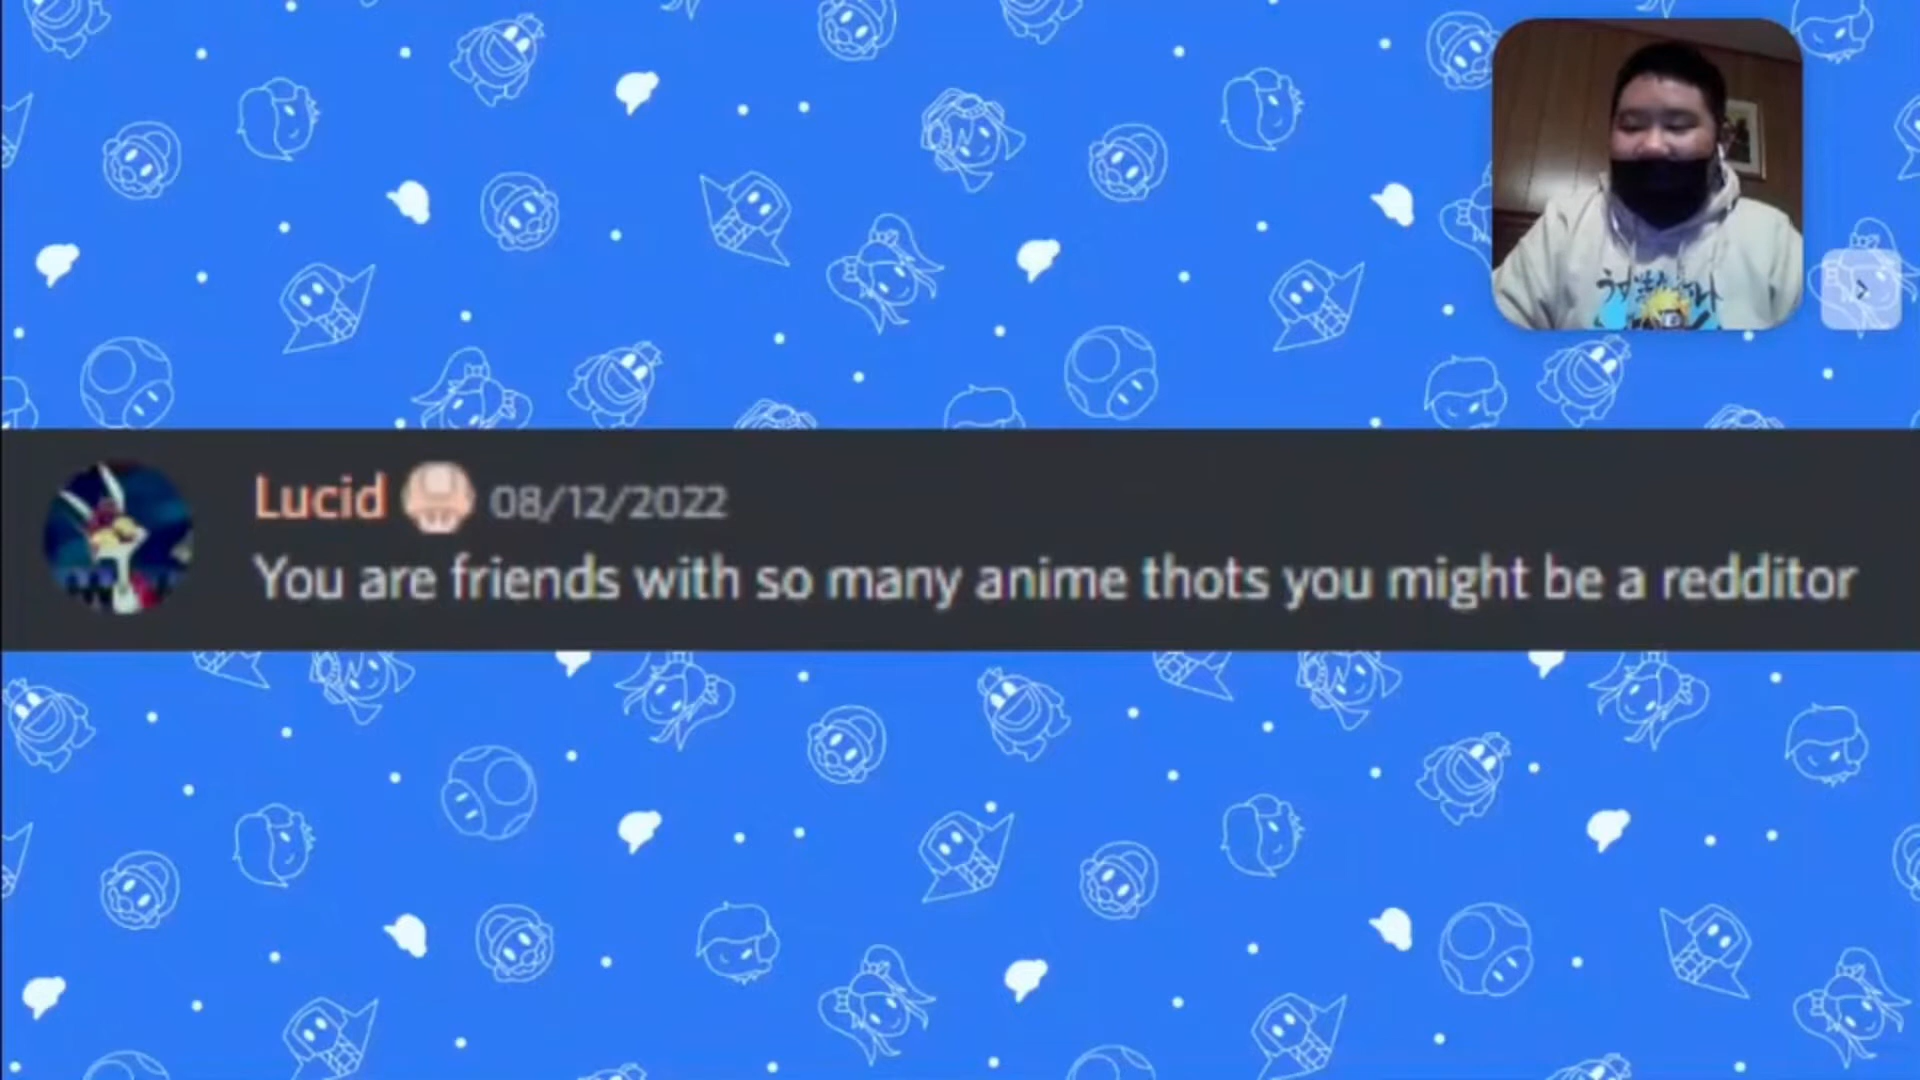 Lucid 08/12/2022
You are friends with so many anime thots you might be a redditor